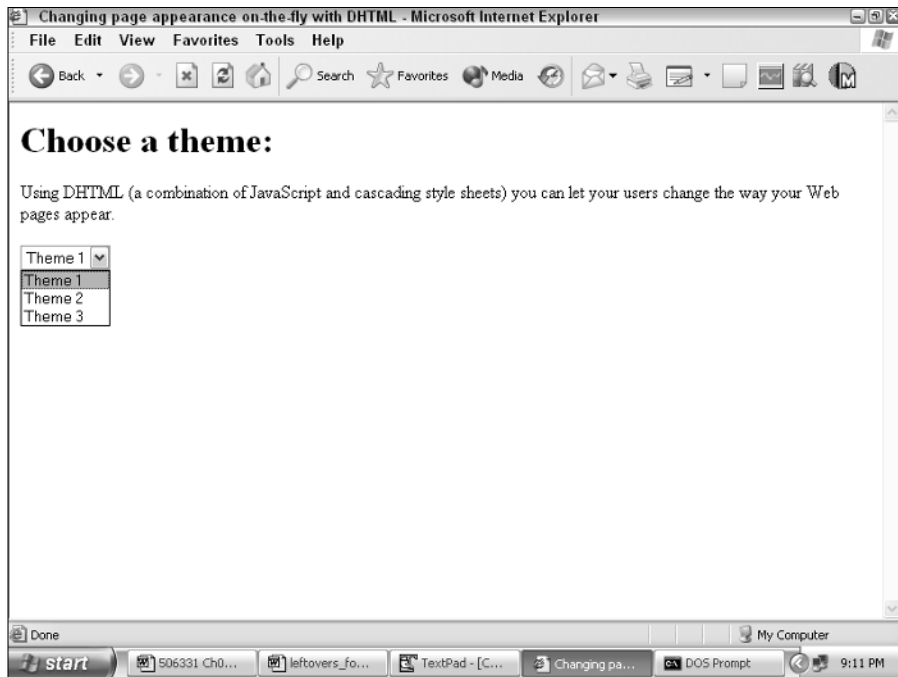 Changing page appearance on-the-fly with DHTML - Microsoft Internet Explorer
File Edit View Favorites Tools Help
Back Search Favorites Media
Choose a theme:
Using DHTML (a combination of JavaScript and cascading style sheets) you can let your users change the way your Web
pages appear.
Theme 1
Theme 1
Theme 2
Theme 3
Done My Computer
start 506331 Ch0... leftovers_fo... TextPad - [C... Changing pa... DOS Prompt 9:11 PM